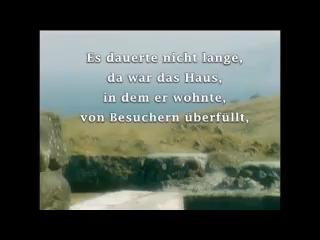 Es dauerte nicht lange,
da war das Haus,
in dem er wohnte,
von Besuchern überfüllt,